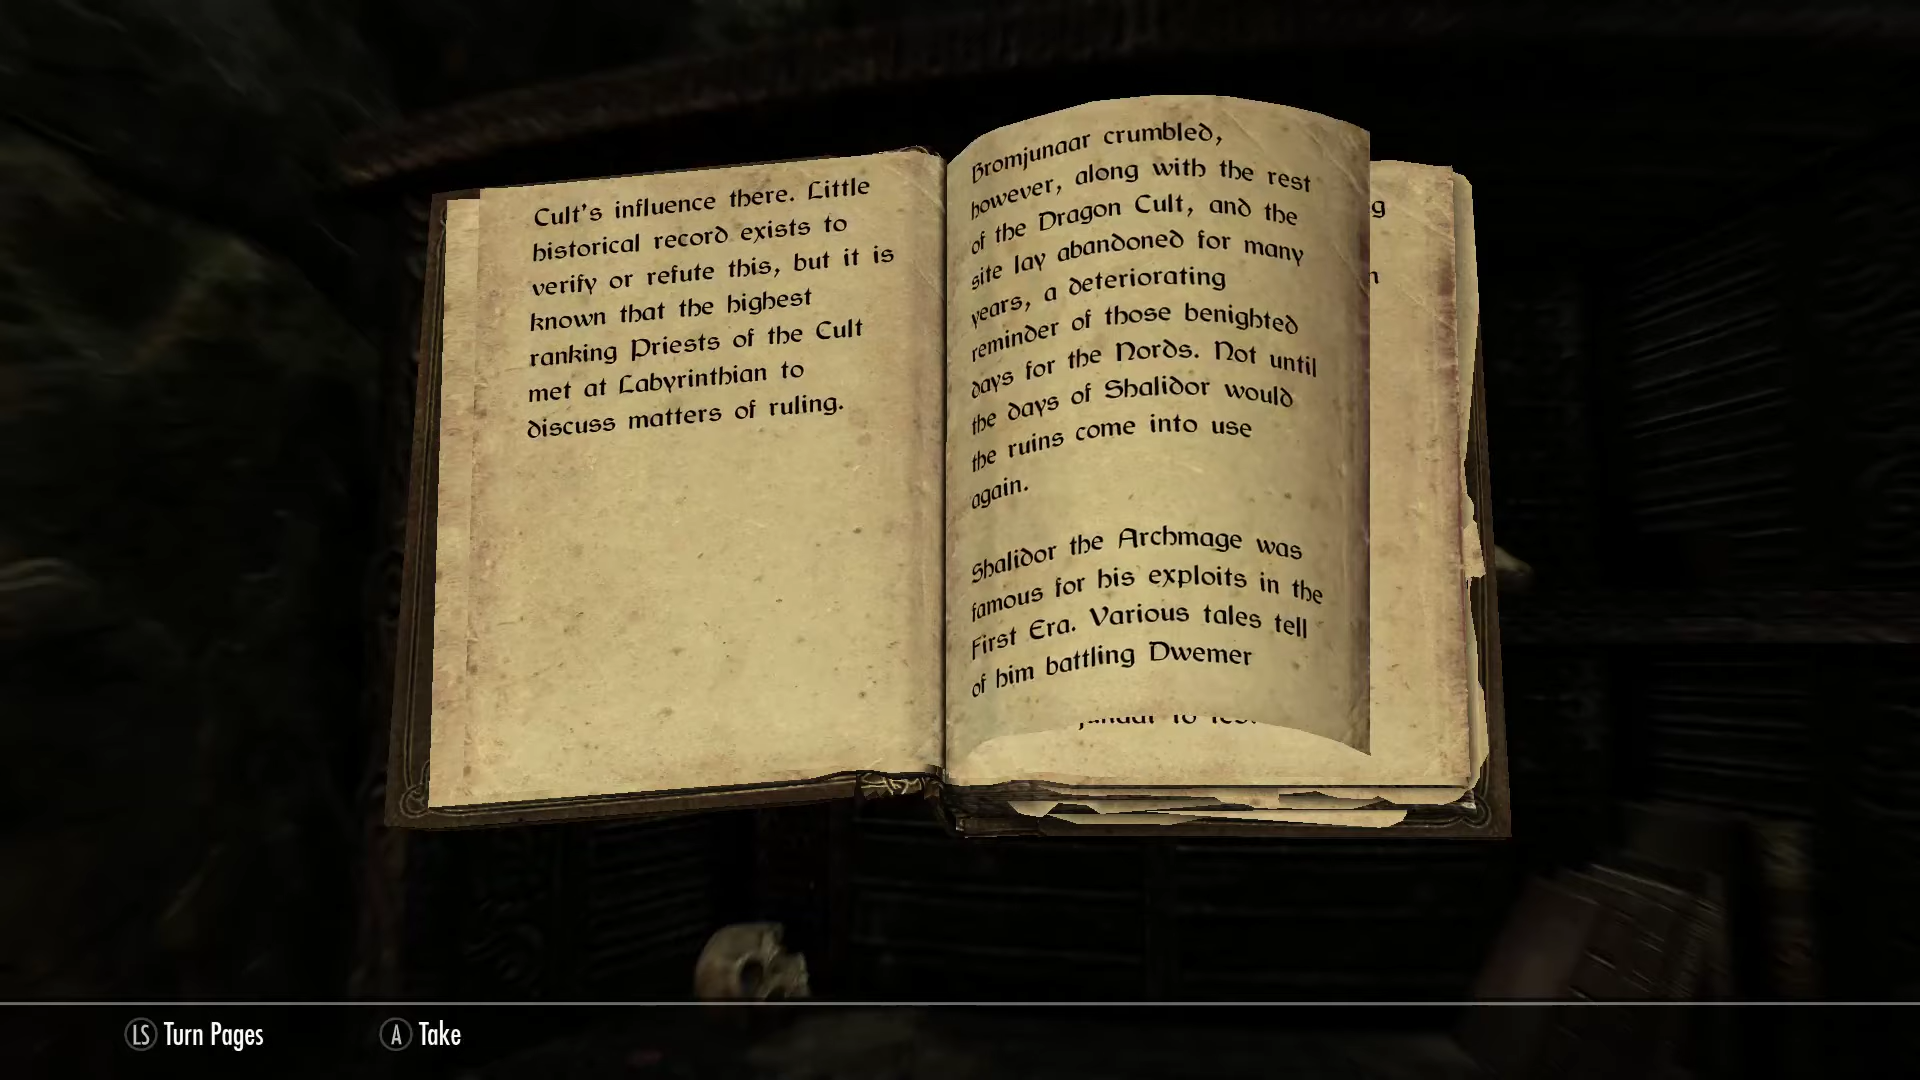 Cult's influence there. Little
historical record exists to
verify or refute this, but it is
known that the highest
ranking Priests of the Cult
met at Labyrinthian to
discuss matters of ruling.
Bromjunaar crumbled,
however, along with the rest
of the Dragon Cult, and the
site lay abandoned for many
years, a deteriorating
reminder of those benighted
days for the Nords. Not until
the days of Shalidor would
the ruins come into use
again.
Shalidor the Archmage was
famous for his exploits in the
First Era. Various tales tell
of him battling Dwemer
g
n
LS Turn Pages
A Take